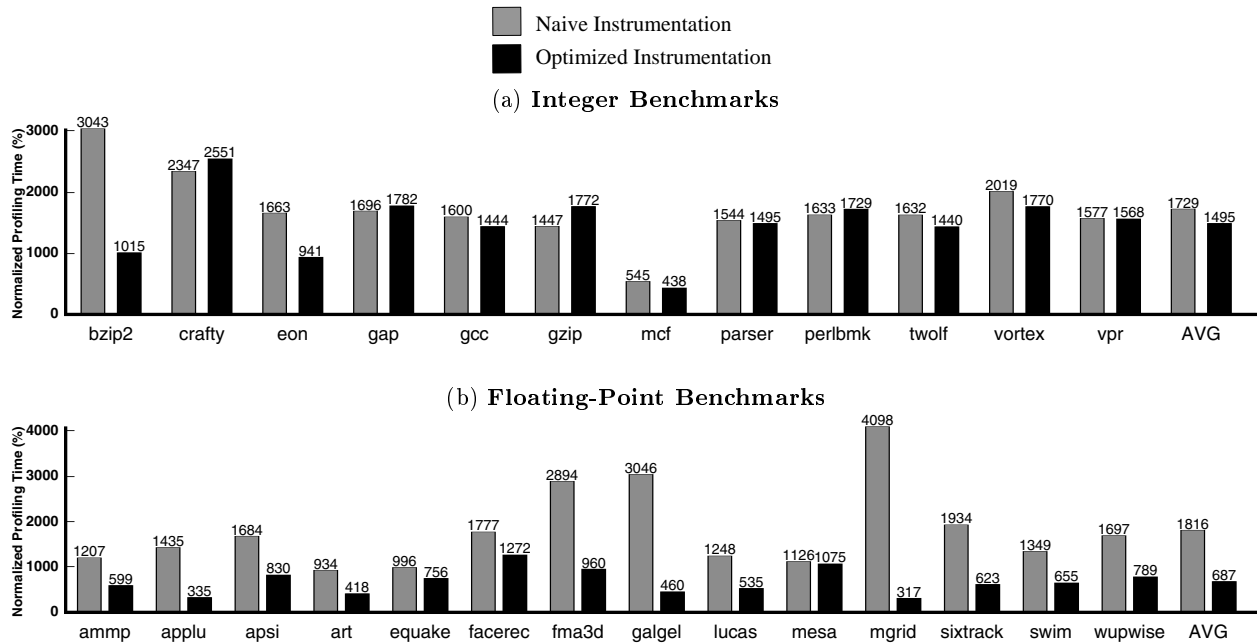 Naive Instrumentation
Optimized Instrumentation
(a) Integer Benchmarks
Normalized Profiling Time (%)
3000
2000
1000
0
3043 1015 2347 2551 1663 941 1696 1782 1600 1444 1447 1772 545 438 1544 1495 1633 1729 1632 1440 2019 1770 1577 1568 1729 1495
bzip2 crafty eon gap gcc gzip mcf parser perlbmk twolf vortex vpr AVG
(b) Floating-Point Benchmarks
Normalized Profiling Time (%)
4000
3000
2000
1000
0
1207 599 1435 335 1684 830 934 418 996 756 1777 1272 2894 960 3046 460 1248 535 1126 1075 4098 317 1934 623 1349 655 1697 789 1816 687
ammp applu apsi art equake facerec fma3d galgel lucas mesa mgrid sixtrack swim wupwise AVG